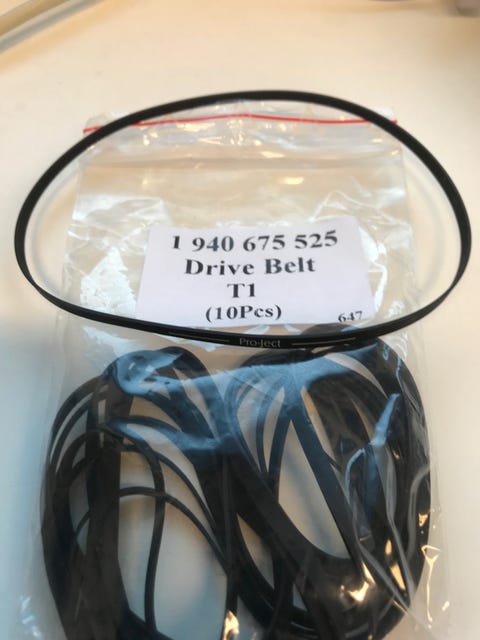 1 940 675 525
Drive Belt
T1
(10Pcs)
647
Pro-Ject